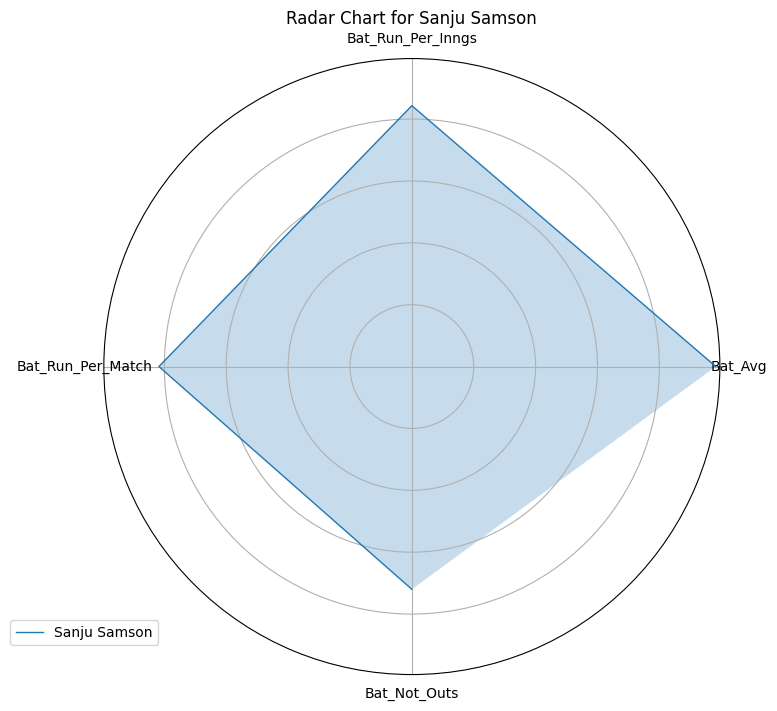 Radar Chart for Sanju Samson
Bat_Run_Per_Inngs
Bat_Run_Per_Match
Bat_Avg
Sanju Samson
Bat_Not_Outs